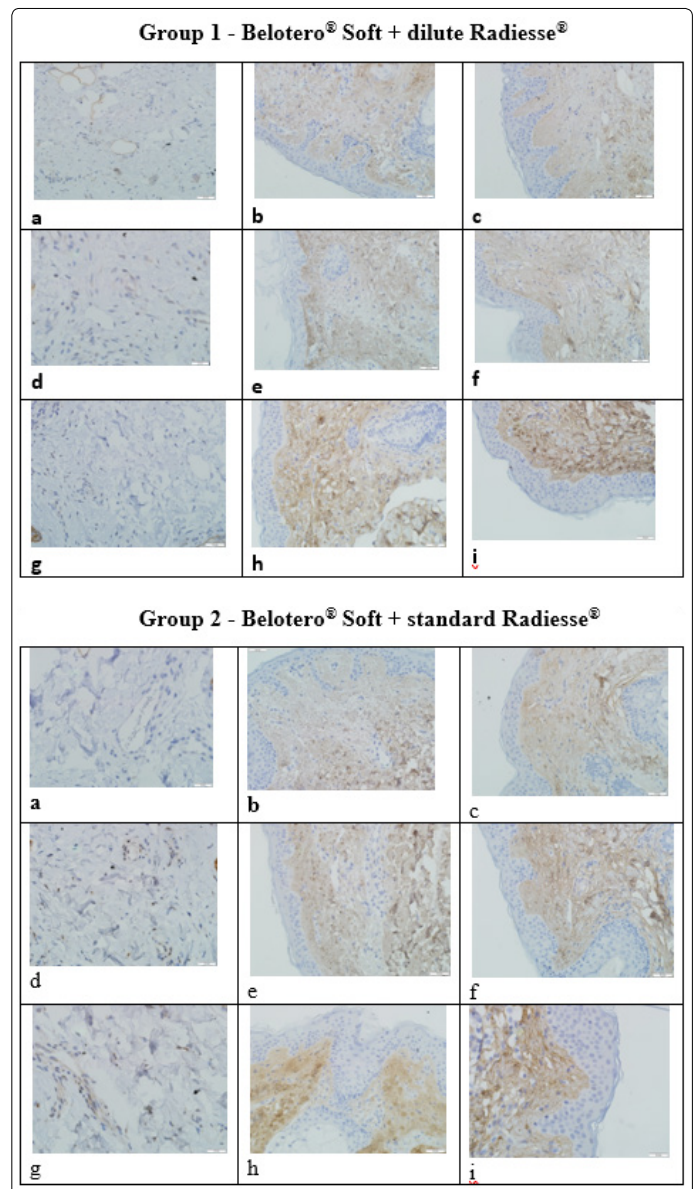 Group 1 - Belotero® Soft + dilute Radiesse®
a
b
c
d
e
f
g
h
i
Group 2 - Belotero® Soft + standard Radiesse®
a
b
c
d
e
f
g
h
i